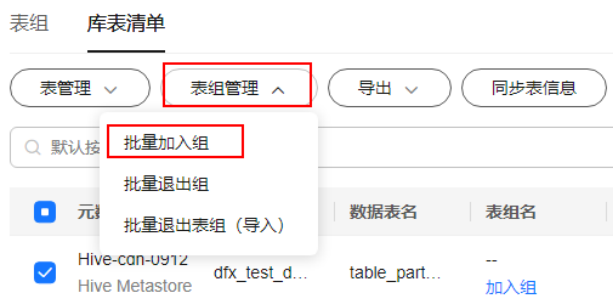 表组 库表清单
表管理 表组管理 导出 同步表信息
默认按
批量加入组
批量退出组
批量退出表组（导入）
数据表名 表组名
Hive-cdn-0912 dfx_test_d... table_part... --
Hive Metastore 加入组